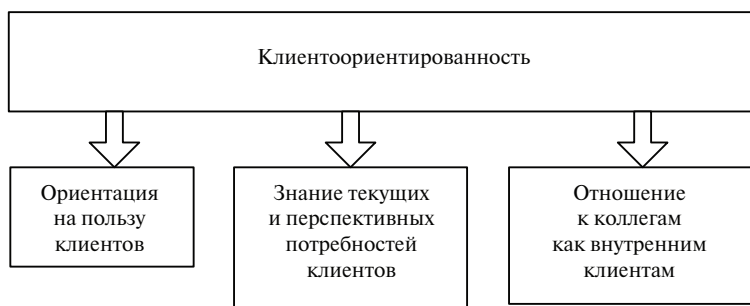 Клиентоориентированность
Ориентация
на пользу
клиентов
Знание текущих
и перспективных
потребностей
клиентов
Отношение
к коллегам
как внутренним
клиентам